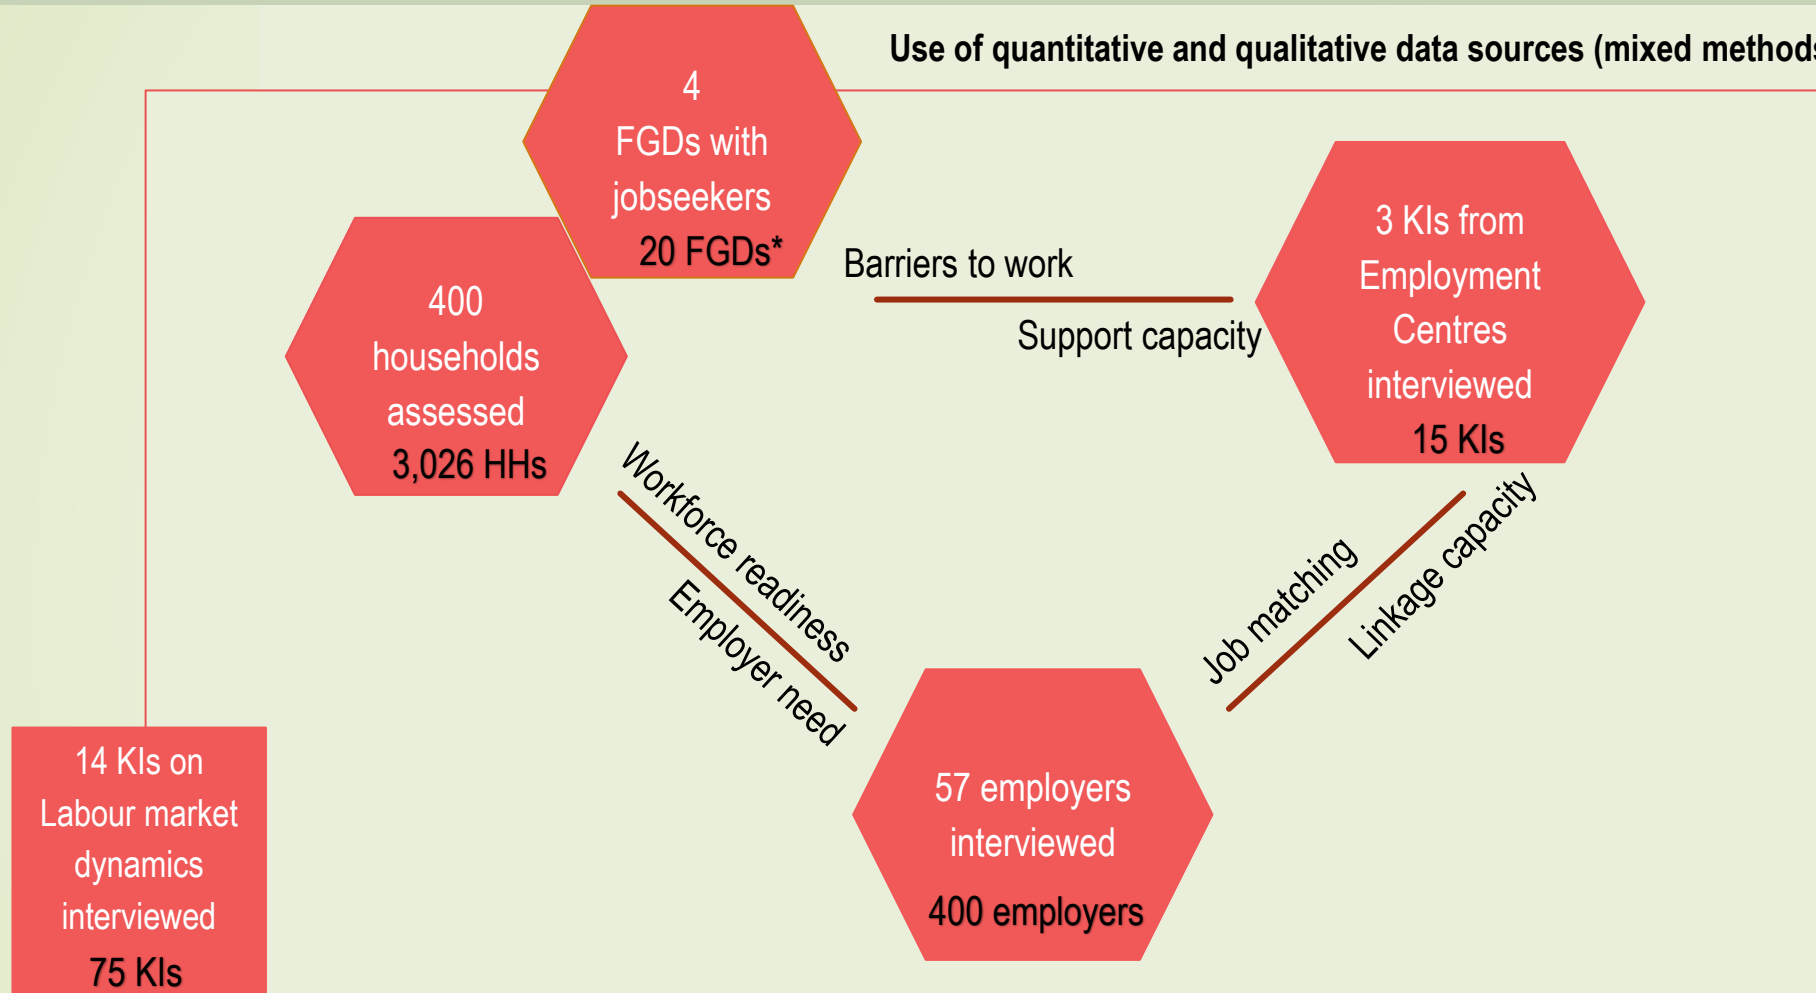 Use of quantitative and qualitative data sources (mixed methods
4
FGDs with
jobseekers
20 FGDs*
400
households
assessed
3,026 HHs
Barriers to work
Support capacity
3 KIs from
Employment
Centres
interviewed
15 KIs
Workforce readiness
Employer need
Job matching
Linkage capacity
57 employers
interviewed
400 employers
14 KIs on
Labour market
dynamics
interviewed
75 KIs